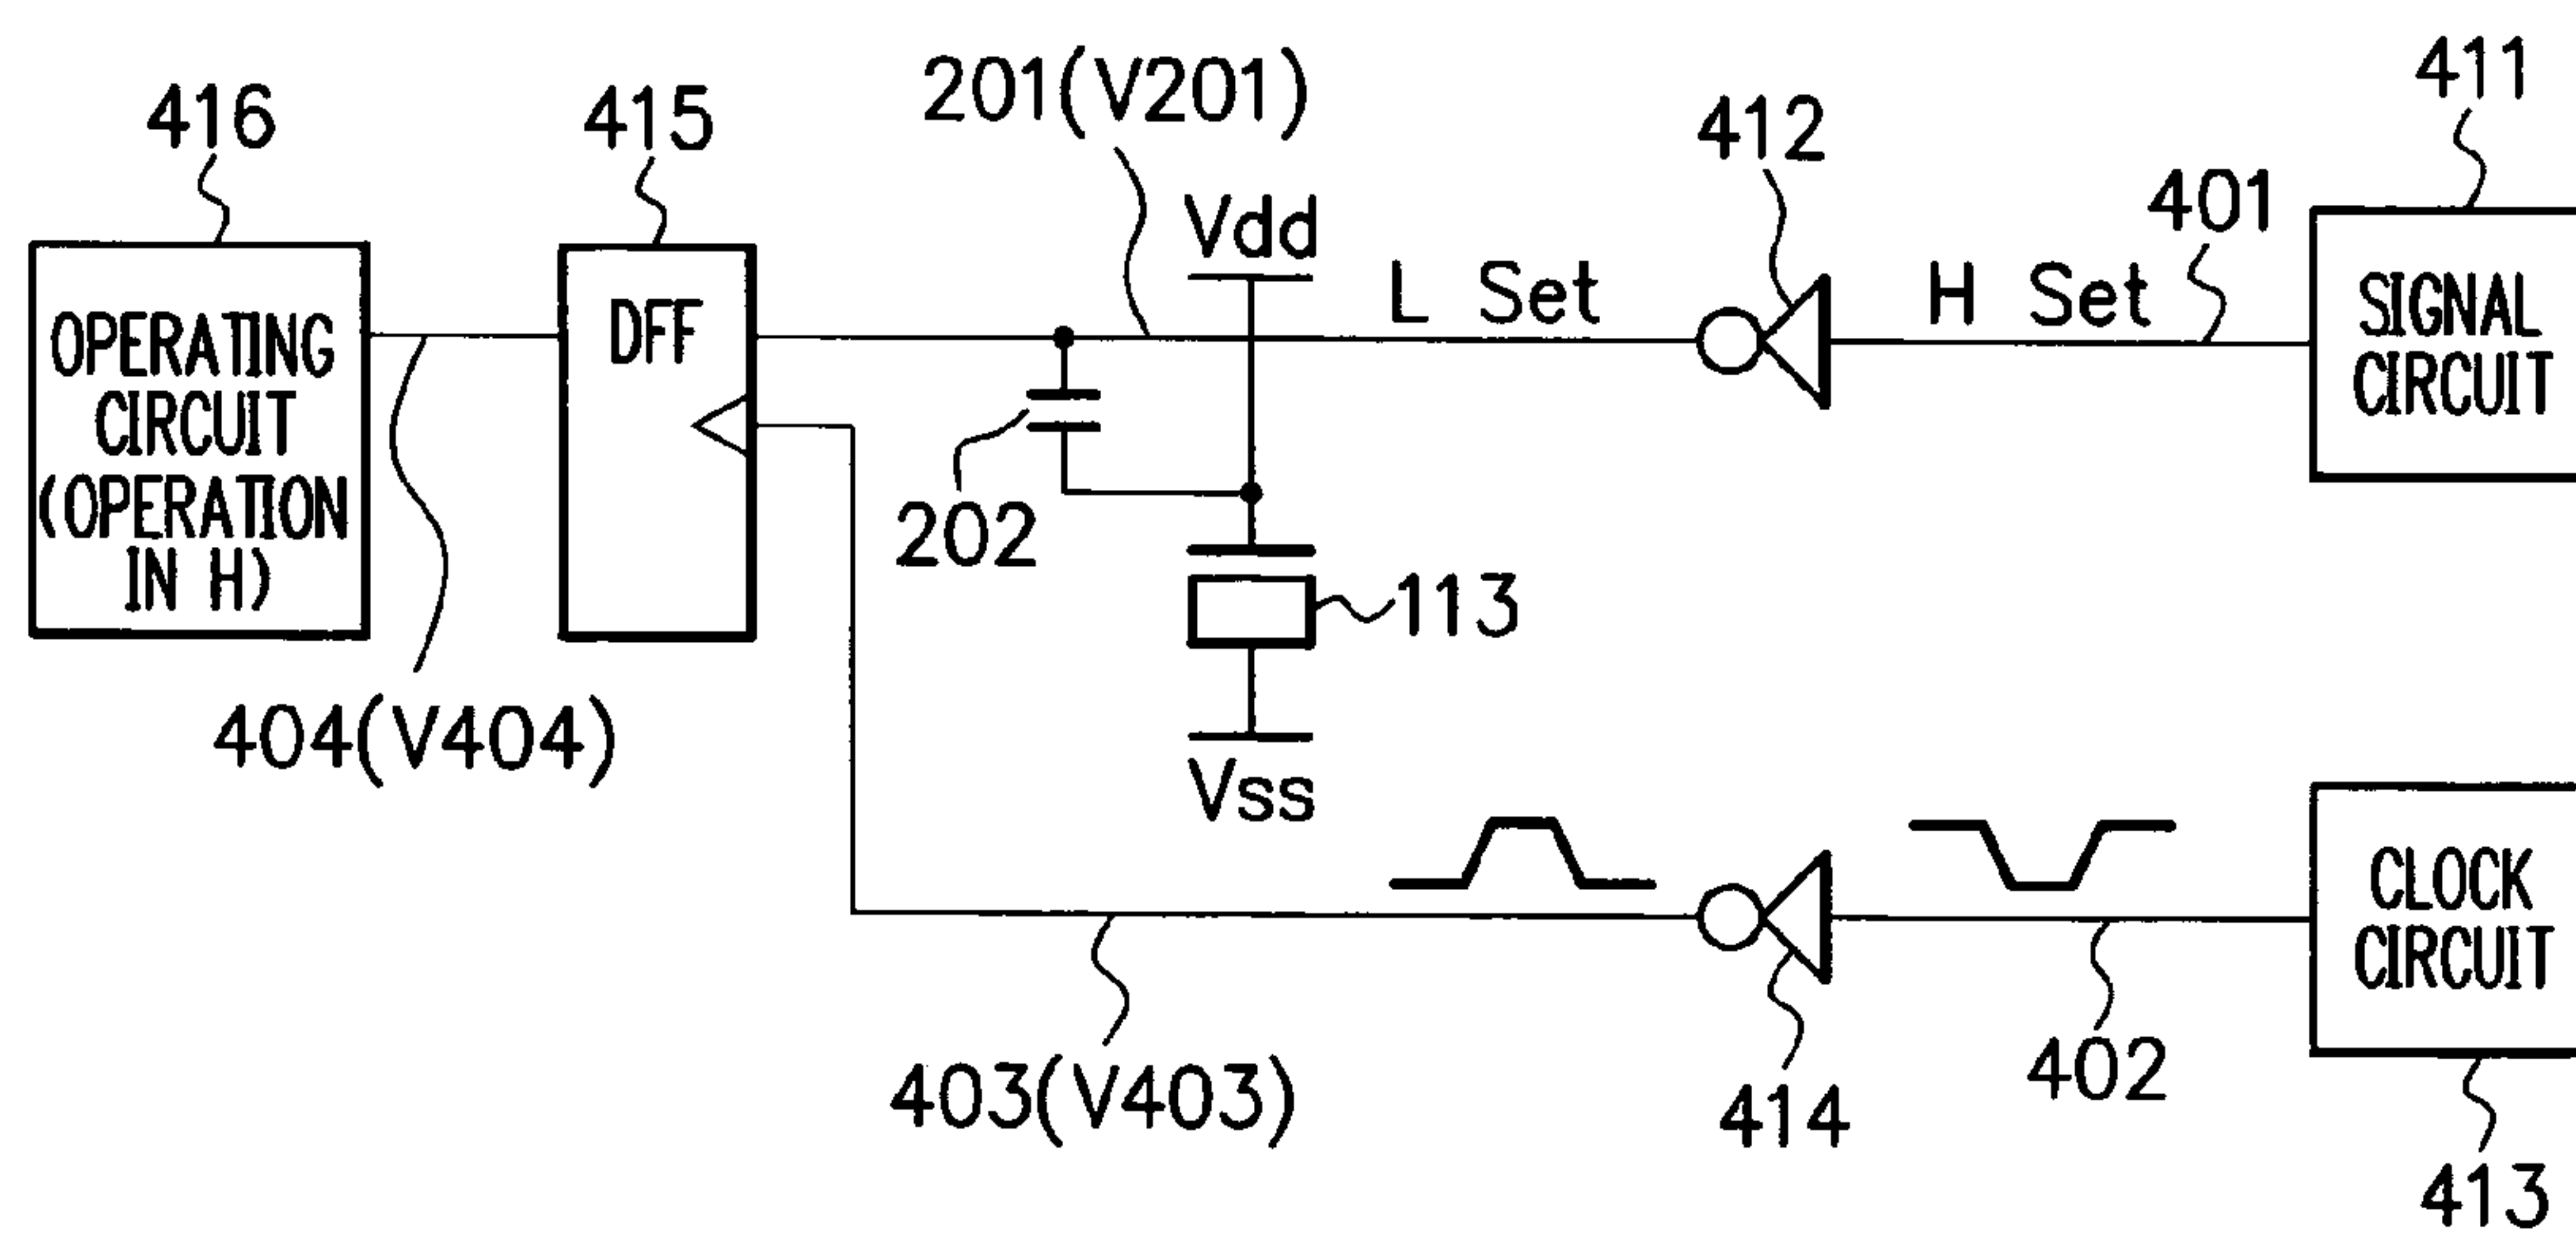 416
415
201(V201)
412
411
401
Vdd
L Set
H Set
OPERATING
CIRCUIT
(OPERATION
IN H)
DFF
SIGNAL
CIRCUIT
202
113
404(V404)
Vss
CLOCK
CIRCUIT
403(V403)
414
402
413